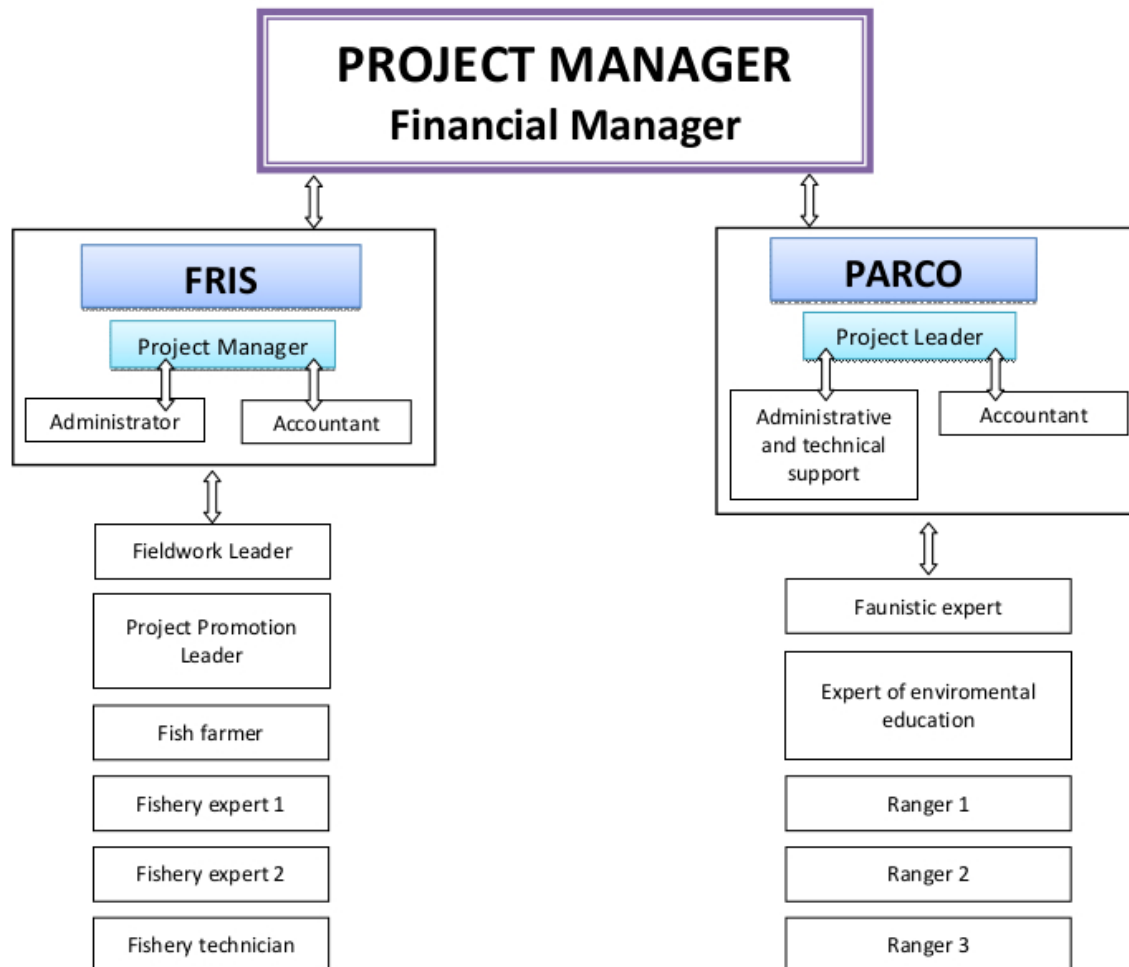 PROJECT MANAGER
Financial Manager
FRIS
Project Manager
Administrator
Accountant
Fieldwork Leader
Project Promotion
Leader
Fish farmer
Fishery expert 1
Fishery expert 2
Fishery technician
PARCO
Project Leader
Administrative
and technical
support
Accountant
Faunistic expert
Expert of enviromental
education
Ranger 1
Ranger 2
Ranger 3